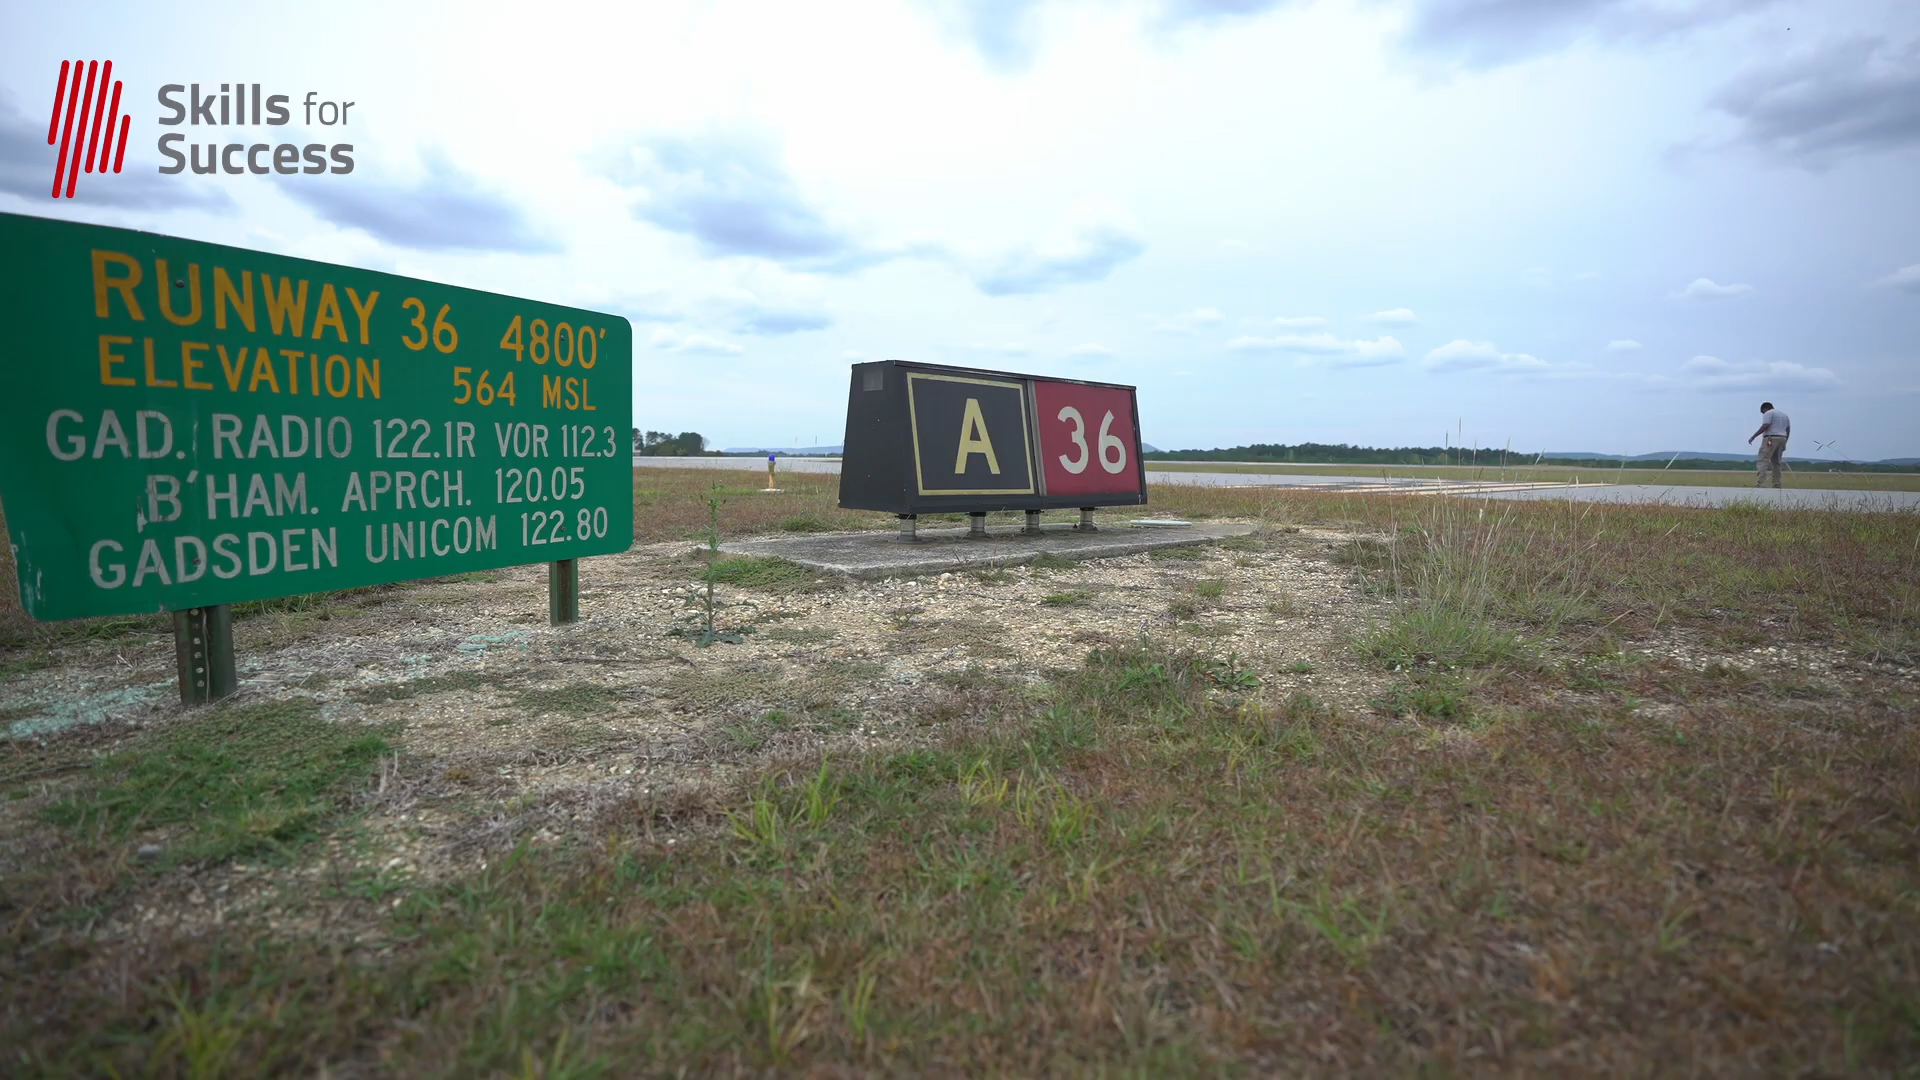 Skills for
Success
RUNWAY 36 4800'
ELEVATION 564 MSL
GAD. RADIO 122.1R VOR 112.3
B'HAM. APRCH. 120.05
GADSDEN UNICOM 122.80
A 36